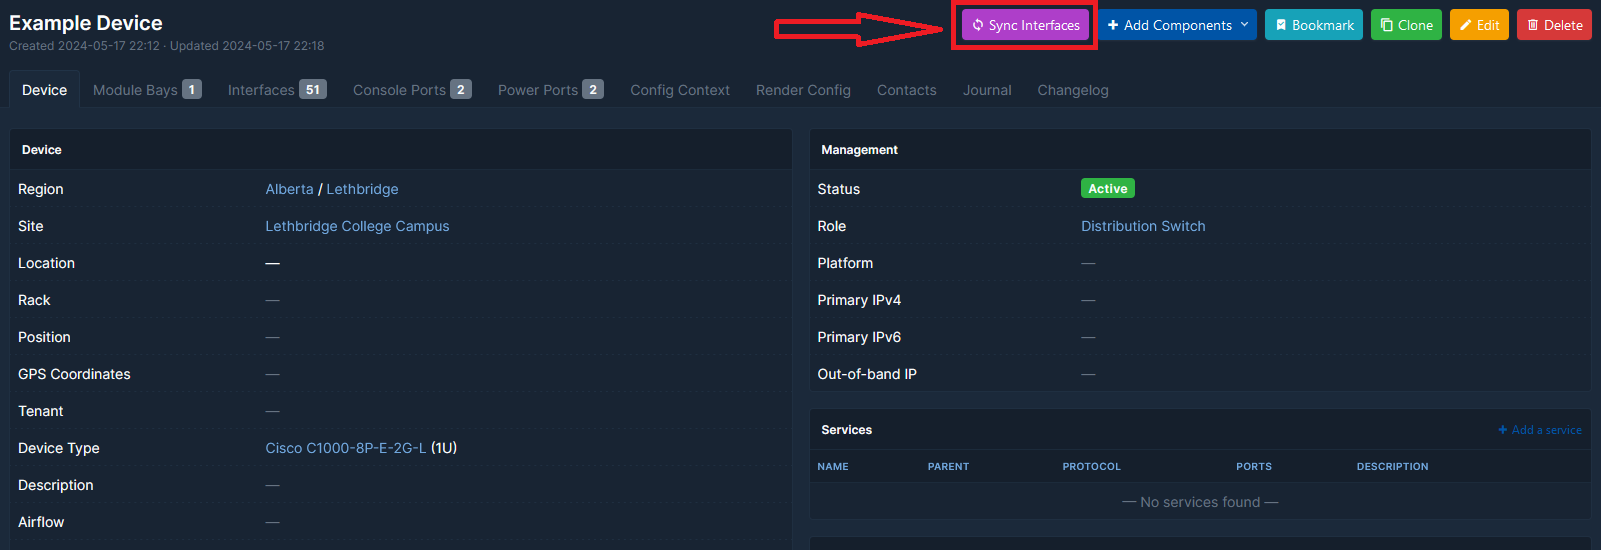 Example Device
Created 2024-05-17 22:12 · Updated 2024-05-17 22:18
Sync Interfaces
Add Components
Bookmark
Clone
Edit
Delete
Device
Module Bays 1
Interfaces 51
Console Ports 2
Power Ports 2
Config Context
Render Config
Contacts
Journal
Changelog
Device
Region Alberta / Lethbridge
Site Lethbridge College Campus
Location —
Rack —
Position —
GPS Coordinates —
Tenant —
Device Type Cisco C1000-8P-E-2G-L (1U)
Description —
Airflow —
Management
Status Active
Role Distribution Switch
Platform —
Primary IPv4 —
Primary IPv6 —
Out-of-band IP —
Services
+ Add a service
NAME PARENT PROTOCOL PORTS DESCRIPTION
— No services found —